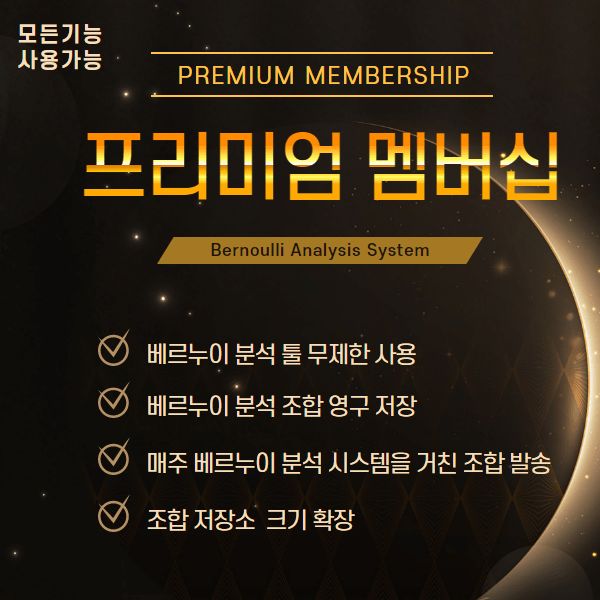 모든기능
사용가능
PREMIUM MEMBERSHIP
프리미엄 멤버십
Bernoulli Analysis System
베르누이 분석 툴 무제한 사용
베르누이 분석 조합 영구 저장
매주 베르누이 분석 시스템을 거친 조합 발송
조합 저장소 크기 확장